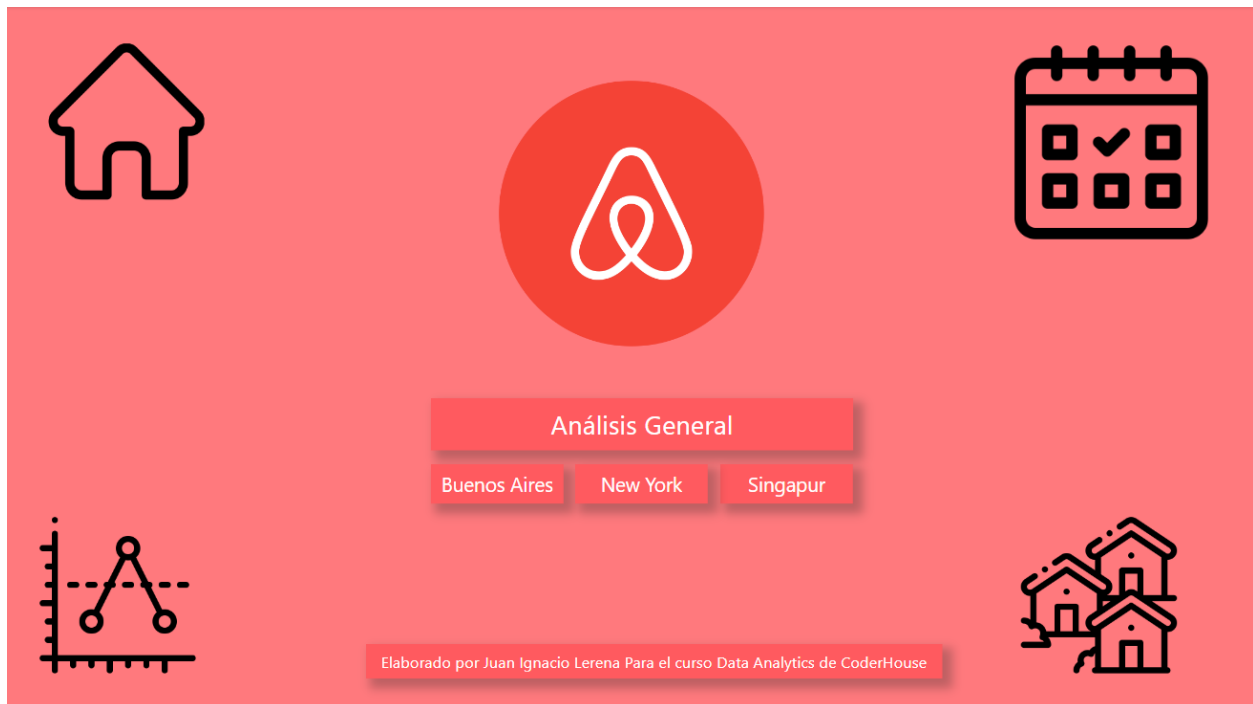 Análisis General
Buenos Aires
New York
Singapur
Elaborado por Juan Ignacio Lerena Para el curso Data Analytics de CoderHouse